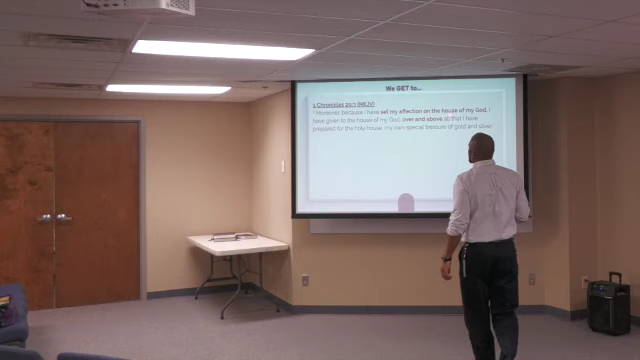 We GET to...
1 Chronicles 29:3 (NKJV)
Moreover, because I have set my affection on the house of my God, I
have given to the house of my God, over and above all that I have
prepared for the holy house, my own special treasure of gold and silver